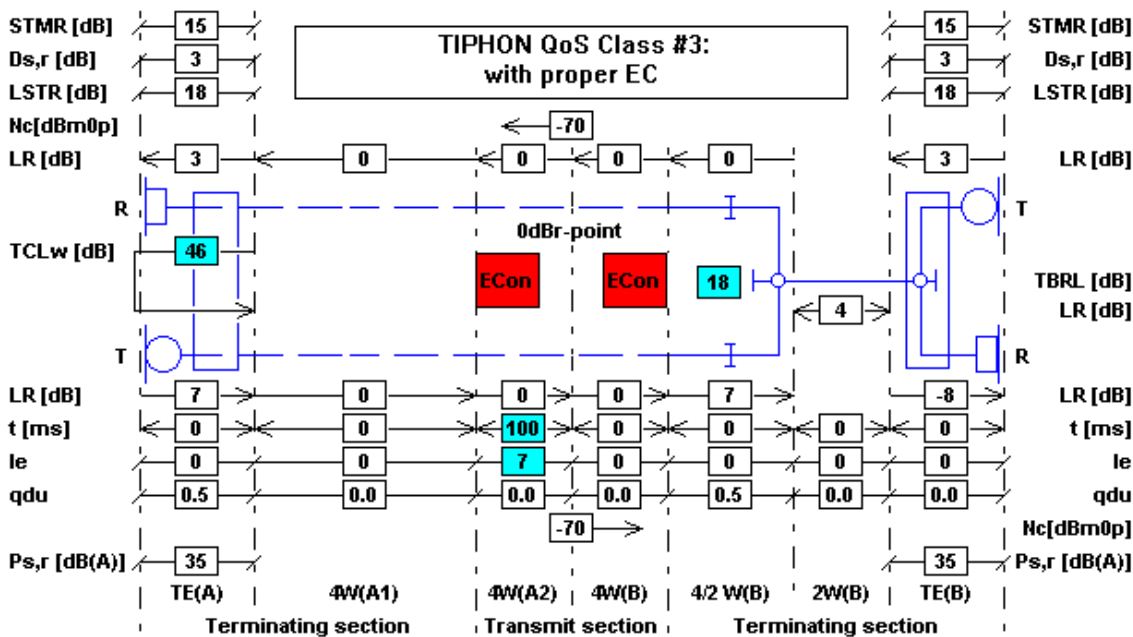 STMR [dB] 15 TIPHON QoS Class #3: 15 STMR [dB]
Ds,r [dB] 3 with proper EC 3 Ds,r [dB]
LSTR [dB] 18 18 LSTR [dB]
Nc[dBm0p] -70
LR [dB] 3 0 0 0 0 3 LR [dB]
R T
0dBr-point
TCLw [dB] 46
ECon ECon 18 TBRL [dB]
4 LR [dB]
T R
LR [dB] 7 0 0 0 7 -8 LR [dB]
t [ms] 0 0 100 0 0 0 0 t [ms]
Ie 0 0 7 0 0 0 0 Ie
qdu 0.5 0.0 0.0 0.0 0.5 0.0 0.0 qdu
-70 Nc[dBm0p]
Ps,r [dB(A)] 35 35 Ps,r [dB(A)]
TE(A) 4W(A1) 4W(A2) 4W(B) 4/2 W(B) 2W(B) TE(B)
Terminating section Transmit section Terminating section